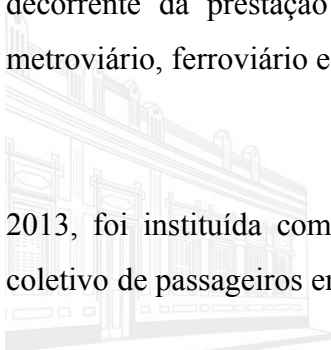 decorrente da prestação
metroviário, ferroviário e
2013, foi instituída com
coletivo de passageiros em